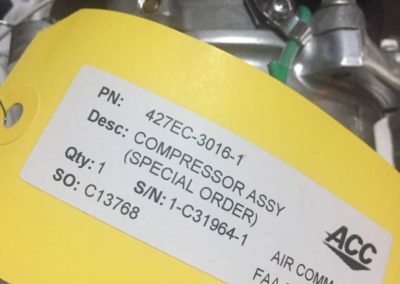 PN: 427EC-3016-1
Desc: COMPRESSOR ASSY
(SPECIAL ORDER)
Qty: 1 S/N: 1-C31964-1
SO: C13768
ACC
AIR COMM
FAA